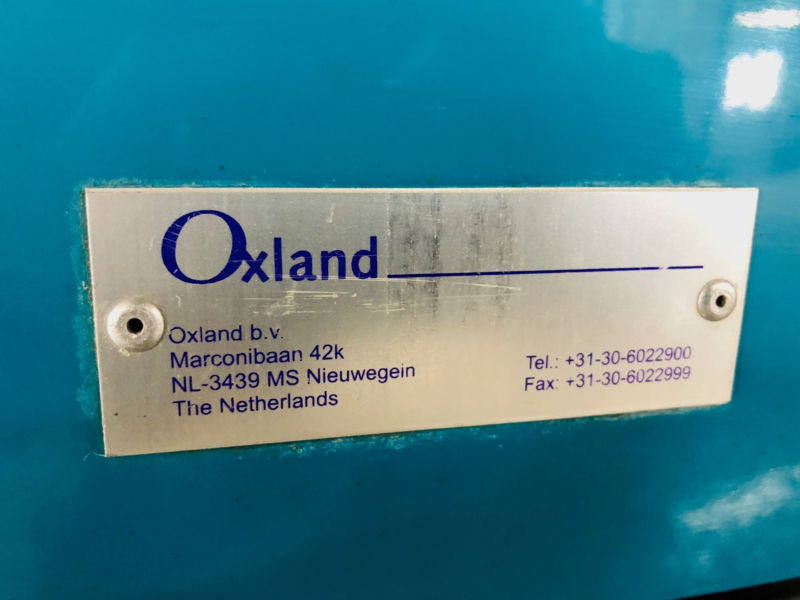 Oxland
Oxland b.v.
Marconibaan 42k
NL-3439 MS Nieuwegein
The Netherlands
Tel.: +31-30-6022900
Fax: +31-30-6022999